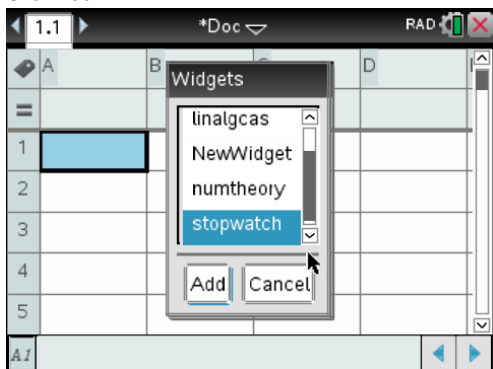 1.1 *Doc RAD
A B D
Widgets
=
linalgcas
1 NewWidget
2 numtheory
3 stopwatch
4 Add Cancel
5
A1